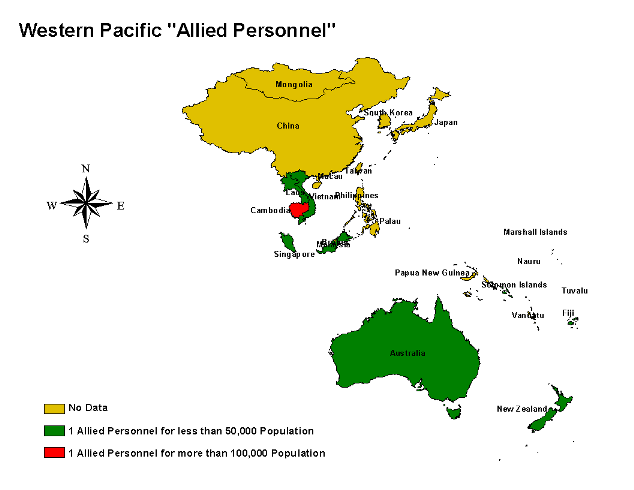 Western Pacific "Allied Personnel"
Mongolia
South Korea
China
Japan
N
Taiwan
Macau
Laos
Vietnam
Philippines
W
E
Cambodia
Palau
S
Marshall Islands
Singapore
Nauru
Papua New Guinea
Solomon Islands
Tuvalu
Vanuatu
Fiji
Australia
New Zealand
No Data
1 Allied Personnel for less than 50,000 Population
1 Allied Personnel for more than 100,000 Population